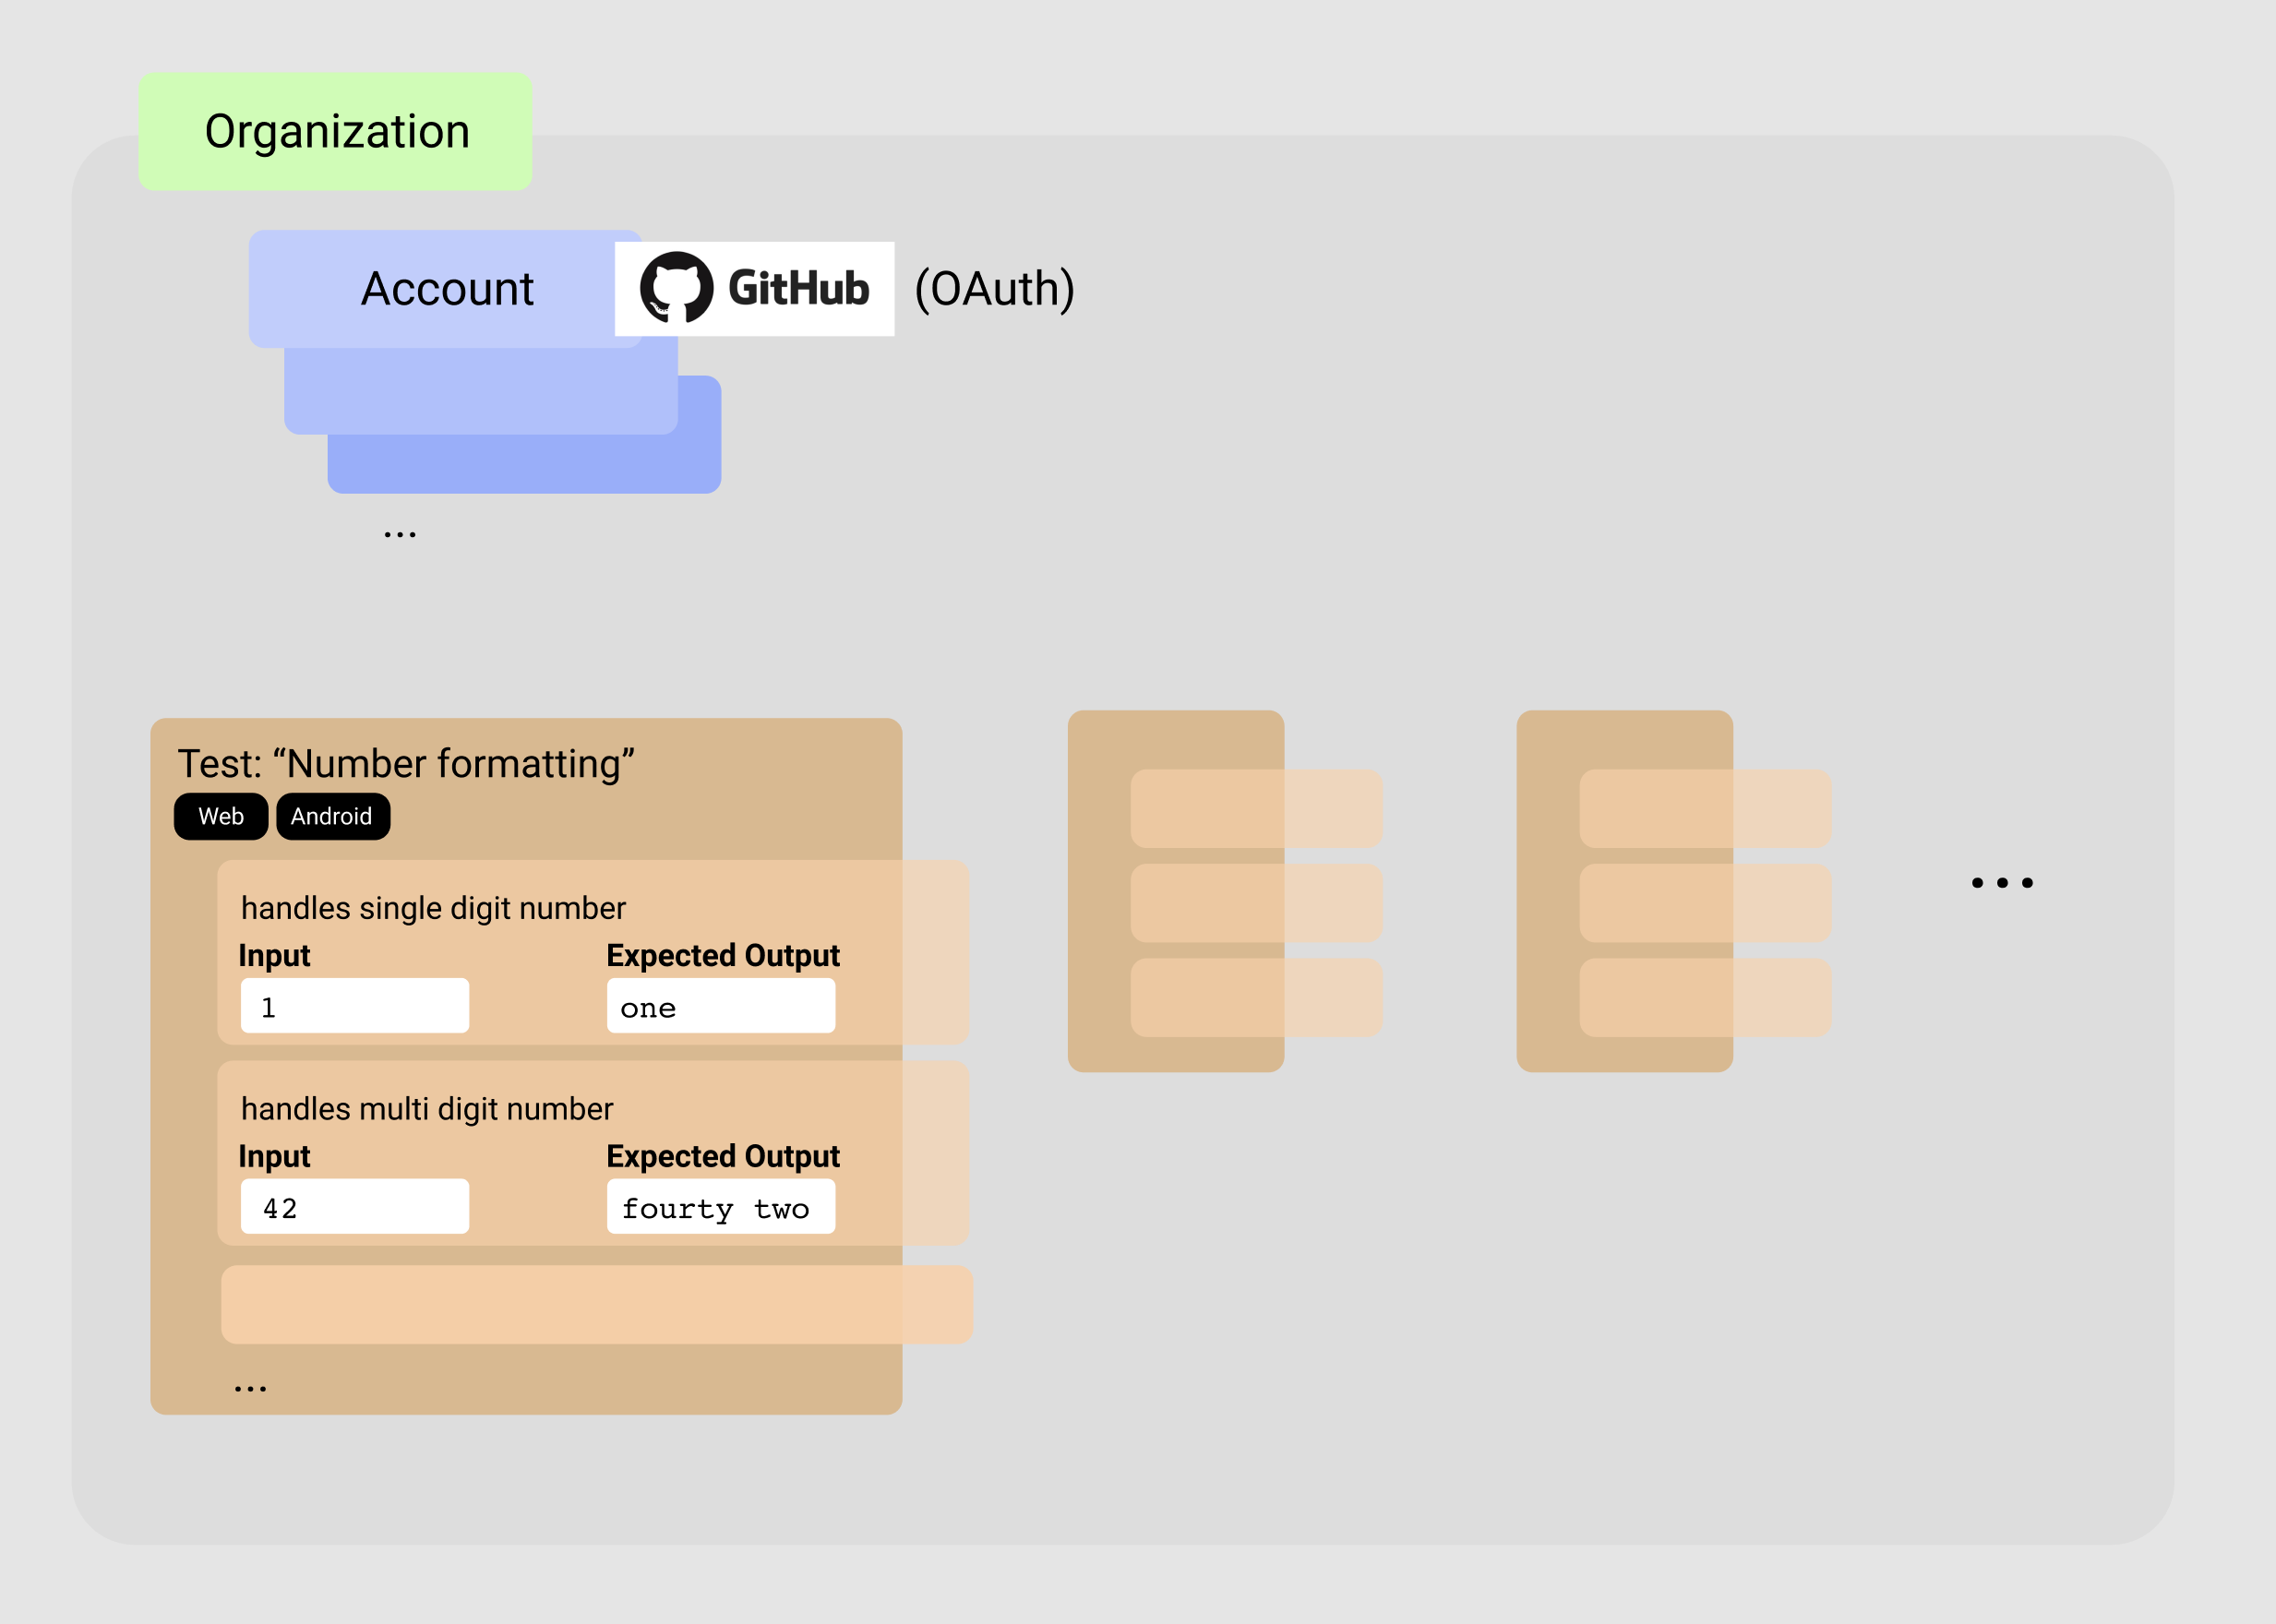 Organization
Account
GitHub (OAuth)
...
Test: “Number formatting”
Web Android
handles single digit number
Input Expected Output
1 one
handles multi digit number
Input Expected Output
42 fourty two
...
...